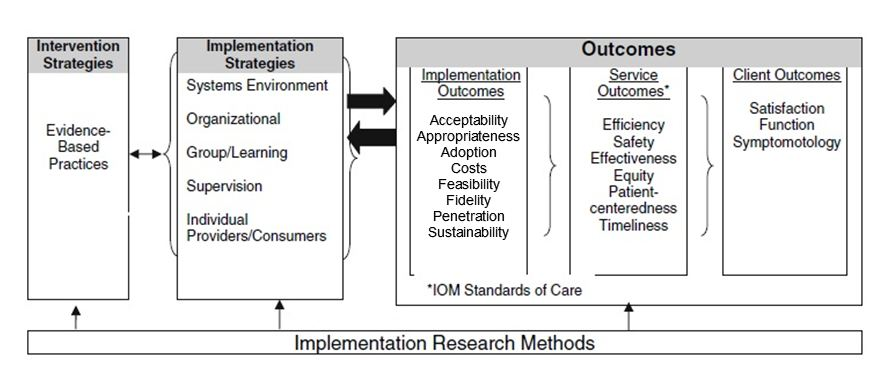 Intervention
Strategies
Evidence-
Based
Practices
Implementation
Strategies
Systems Environment
Organizational
Group/Learning
Supervision
Individual
Providers/Consumers
Outcomes
Implementation
Outcomes
Acceptability
Appropriateness
Adoption
Costs
Feasibility
Fidelity
Penetration
Sustainability
Service
Outcomes*
Efficiency
Safety
Effectiveness
Equity
Patient-
centeredness
Timeliness
Client Outcomes
Satisfaction
Function
Symptomotology
*IOM Standards of Care
Implementation Research Methods